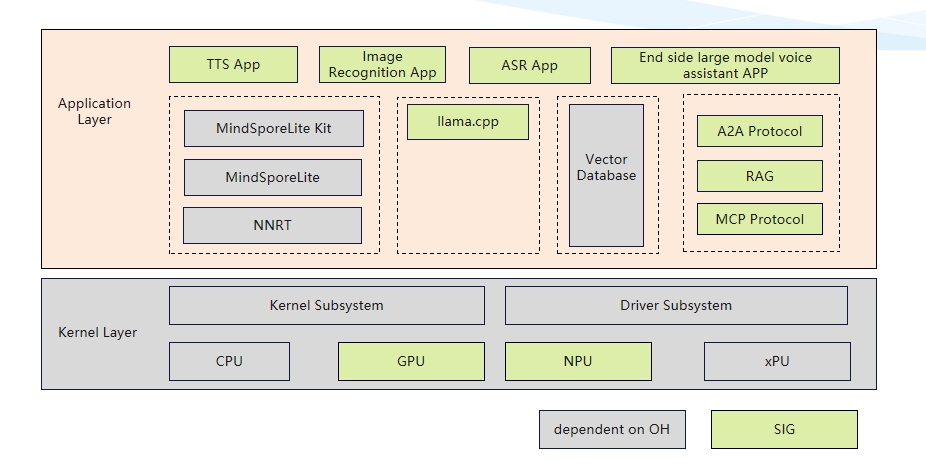 TTS App
Image
Recognition App
ASR App
End side large model voice
assistant APP
Application
Layer
MindSporeLite Kit
MindSporeLite
NNRT
llama.cpp
Vector
Database
A2A Protocol
RAG
MCP Protocol
Kernel Layer
Kernel Subsystem
Driver Subsystem
CPU
GPU
NPU
xPU
dependent on OH
SIG